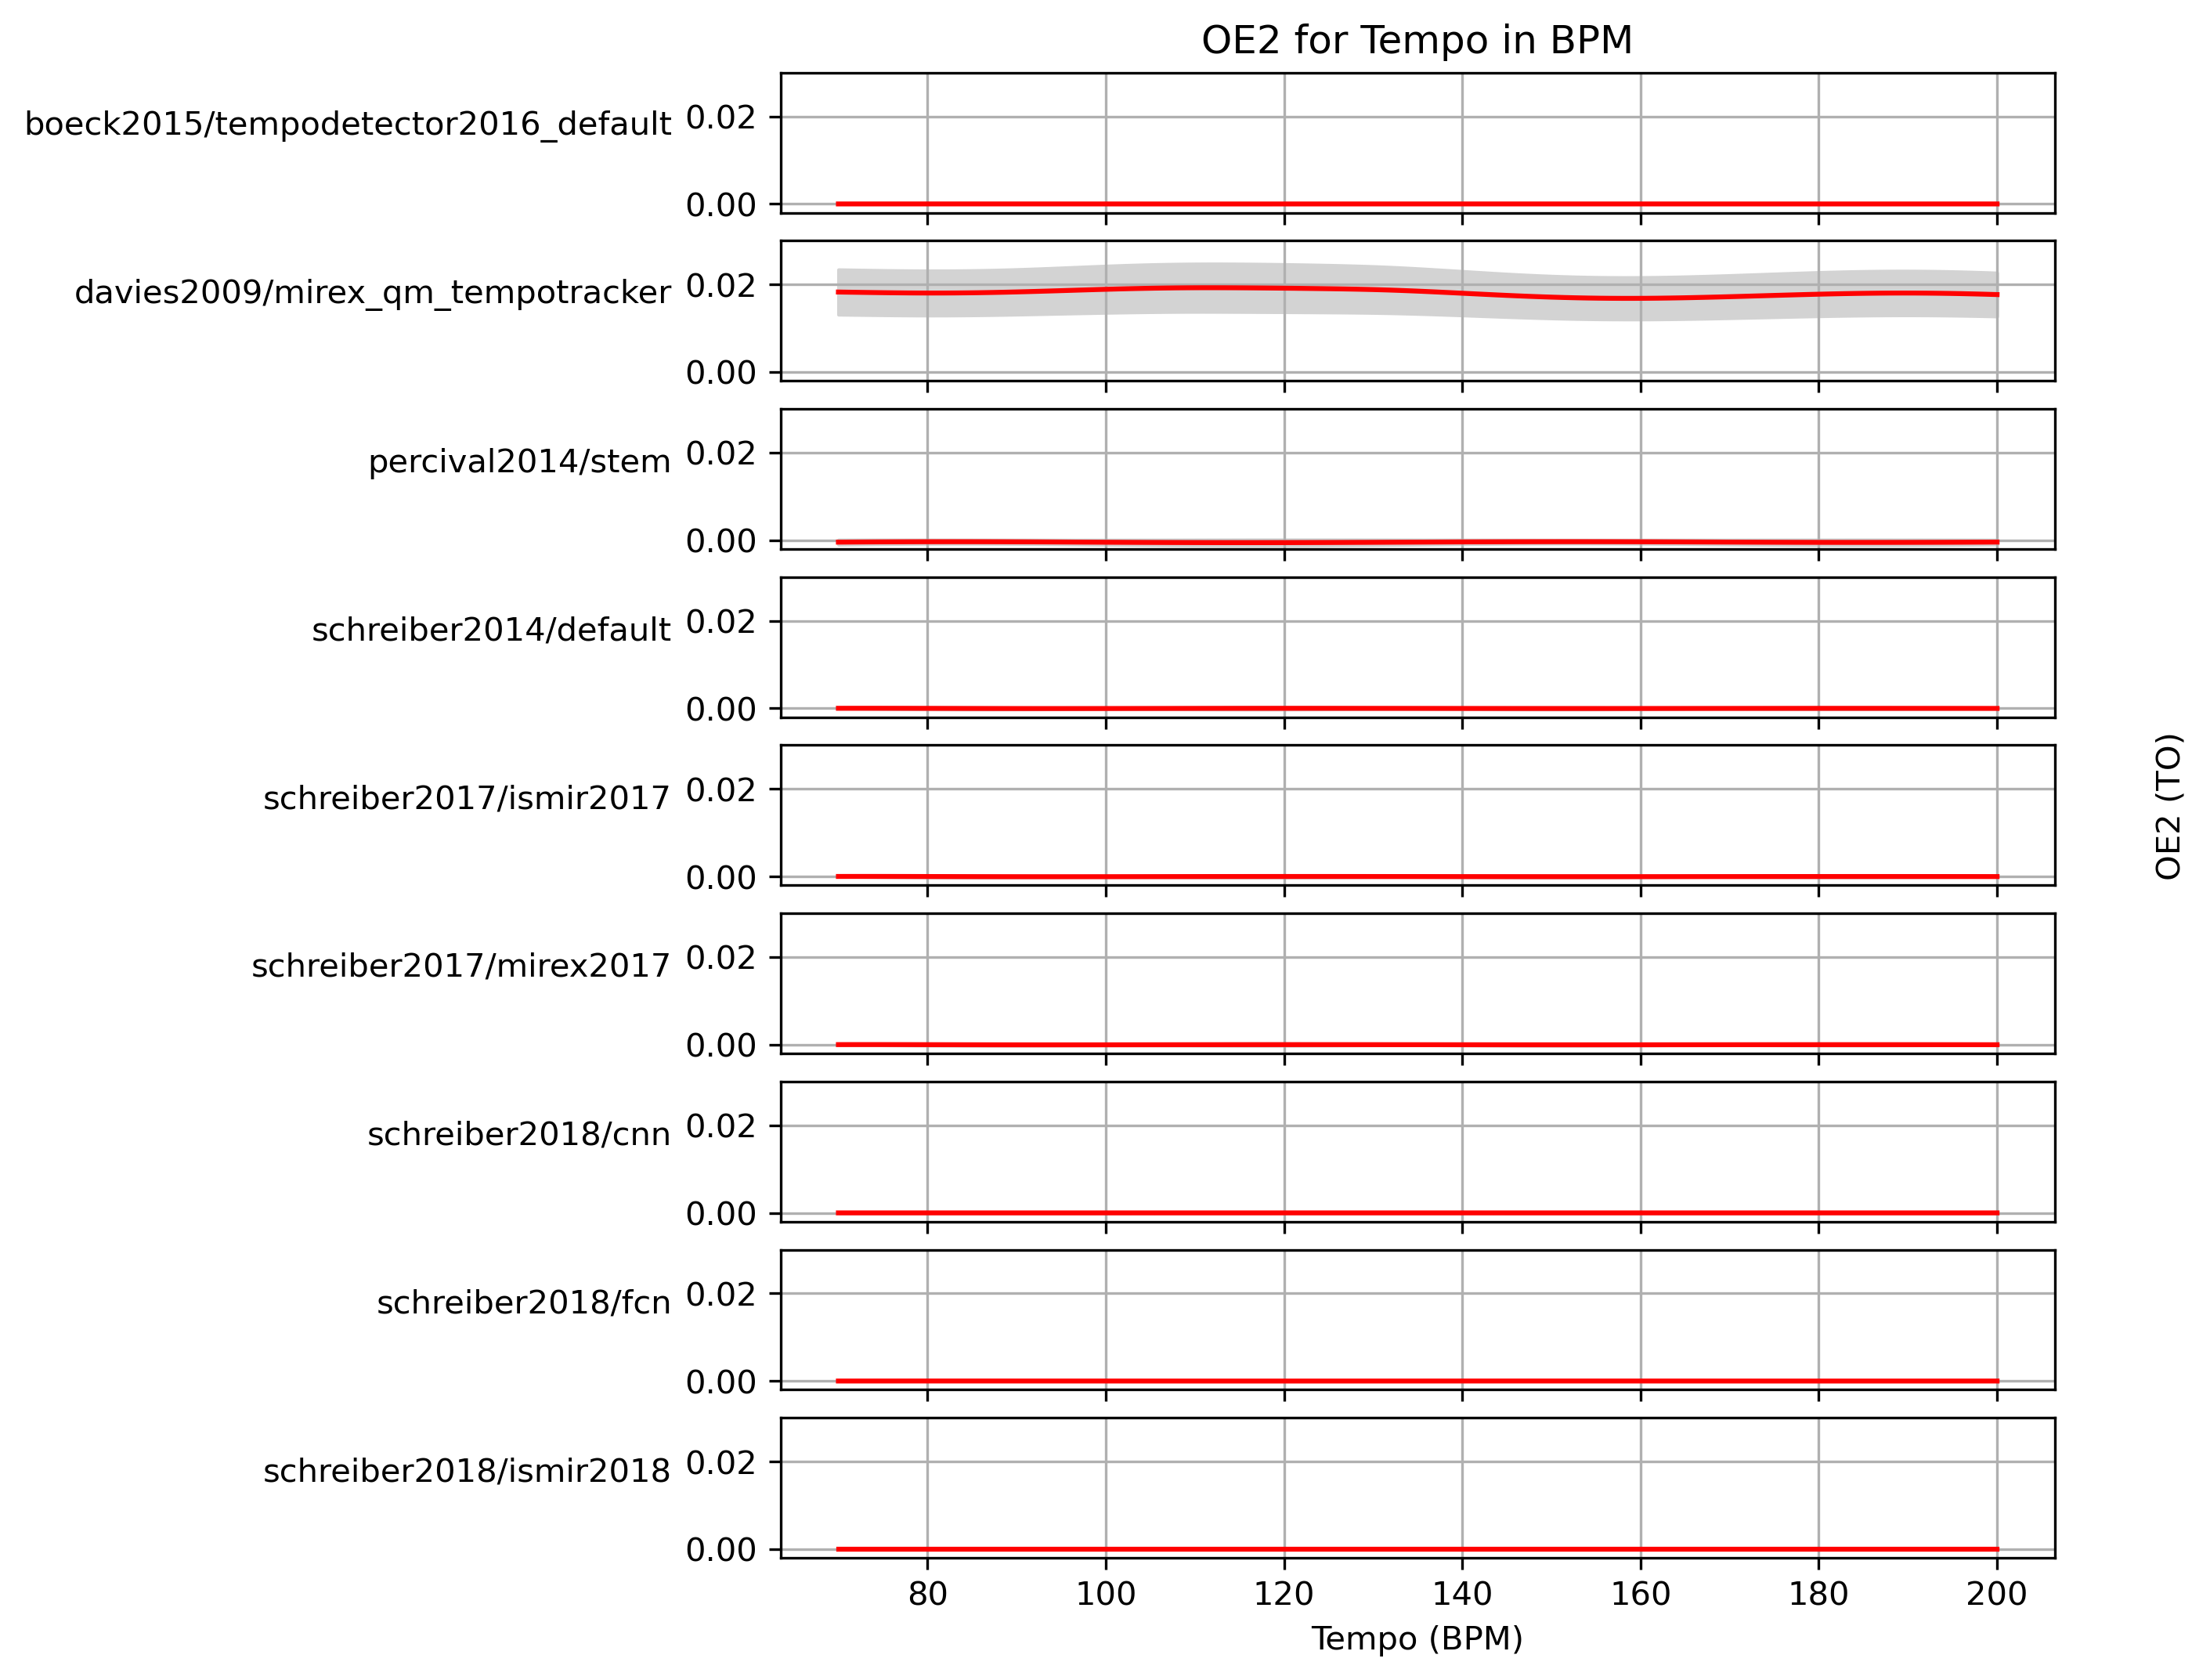 OE2 for Tempo in BPM
boeck2015/tempodetector2016_default
0.02
0.00
davies2009/mirex_qm_tempotracker
0.02
0.00
percival2014/stem
0.02
0.00
schreiber2014/default
0.02
0.00
schreiber2017/ismir2017
0.02
0.00
schreiber2017/mirex2017
0.02
0.00
schreiber2018/cnn
0.02
0.00
schreiber2018/fcn
0.02
0.00
schreiber2018/ismir2018
0.02
0.00
80 100 120 140 160 180 200
Tempo (BPM)
OE2 (TO)